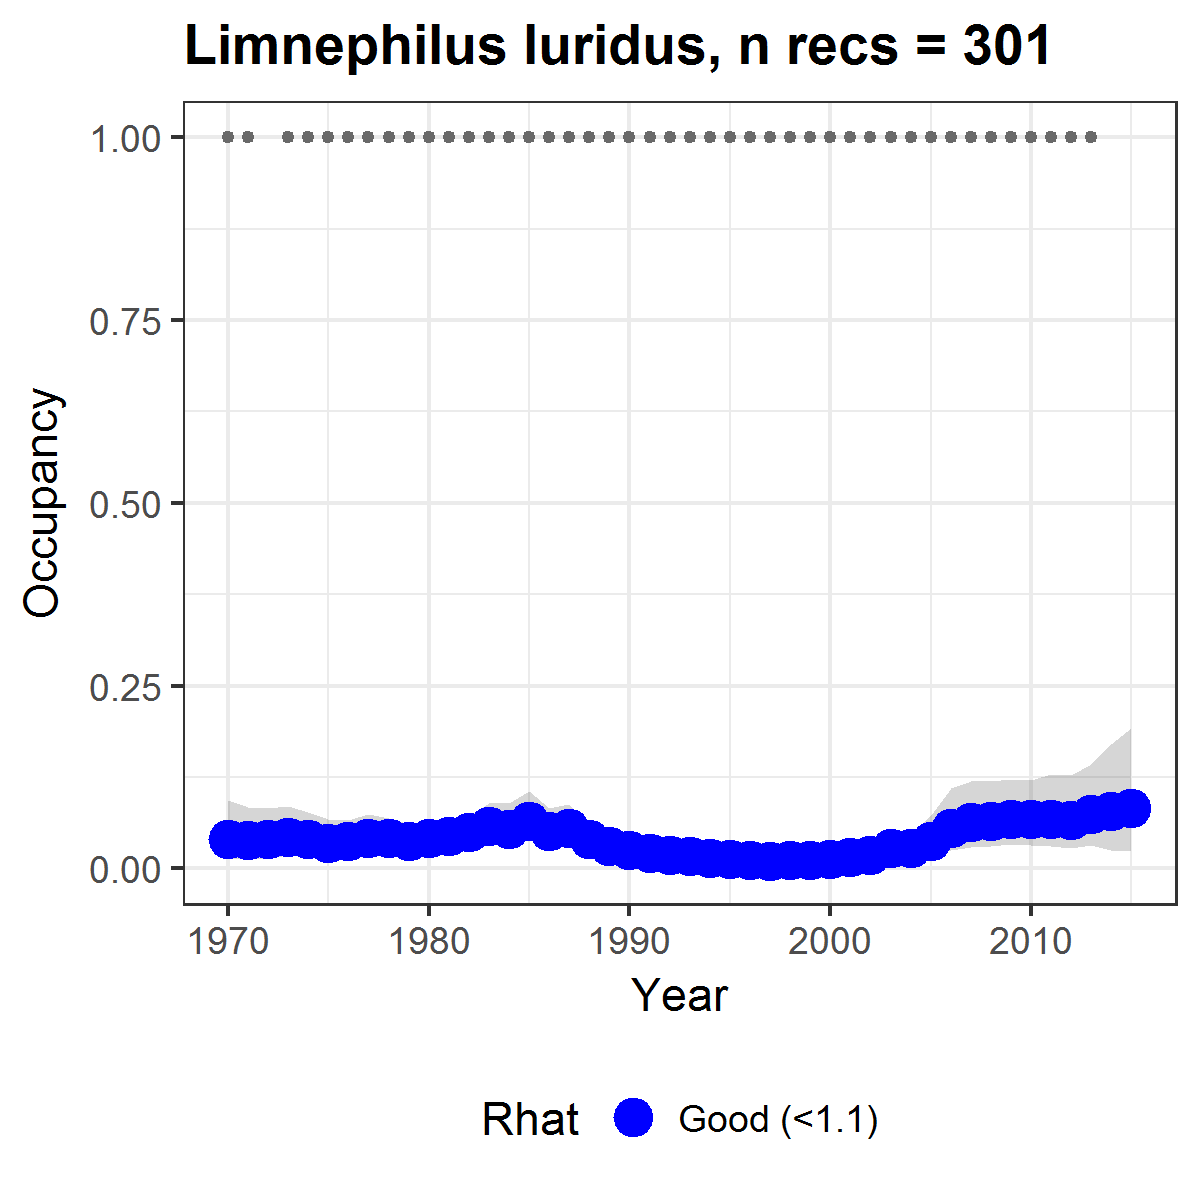 Limnephilus luridus, n recs = 301
1.00
0.75
0.50
0.25
0.00
Occupancy
1970 1980 1990 2000 2010
Year
Rhat Good (<1.1)